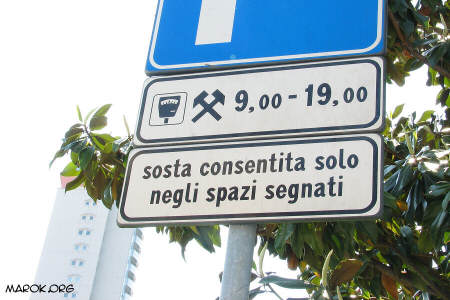 9,00 - 19,00
sosta consentita solo
negli spazi segnati
MAROK.ORG